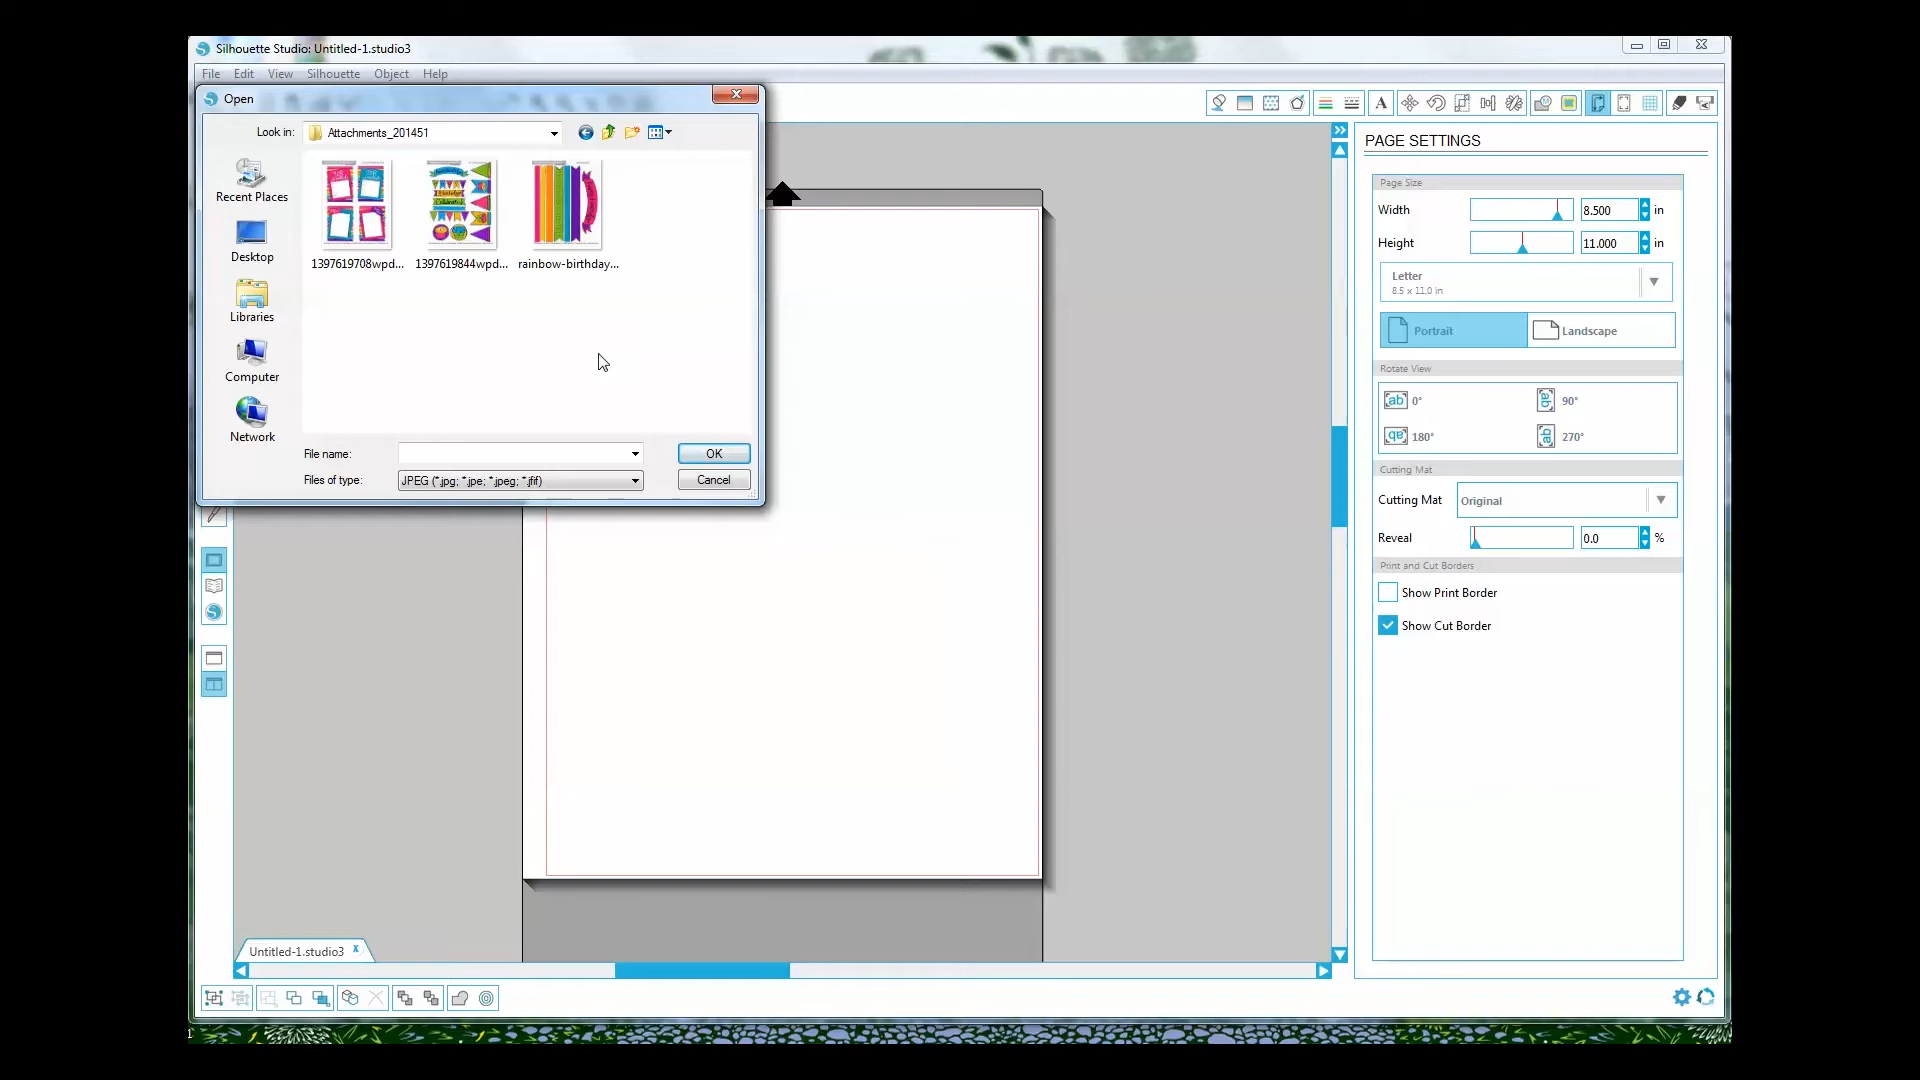 Silhouette Studio: Untitled-1.studio3
File Edit View Silhouette Object Help
Open
Look in: Attachments_201451
Recent Places
Desktop
Libraries
Computer
Network
1397619708wpd... 1397619844wpd... rainbow-birthday...
File name:
OK
Files of type: JPEG (*.jpg; *.jpe; *.jpeg; *.jfif)
Cancel
PAGE SETTINGS
Page Size
Width 8.500 in
Height 11.000 in
Letter
8.5 x 11.0 in
Portrait Landscape
Rotate View
ab 0° ab 90°
ab 180° ab 270°
Cutting Mat
Cutting Mat Original
Reveal 0.0 %
Print and Cut Borders
Show Print Border
Show Cut Border
Untitled-1.studio3 x